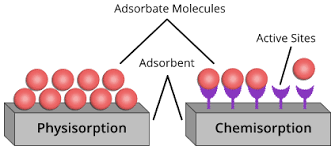 Adsorbate Molecules
Active Sites
Adsorbent
Physisorption
Chemisorption